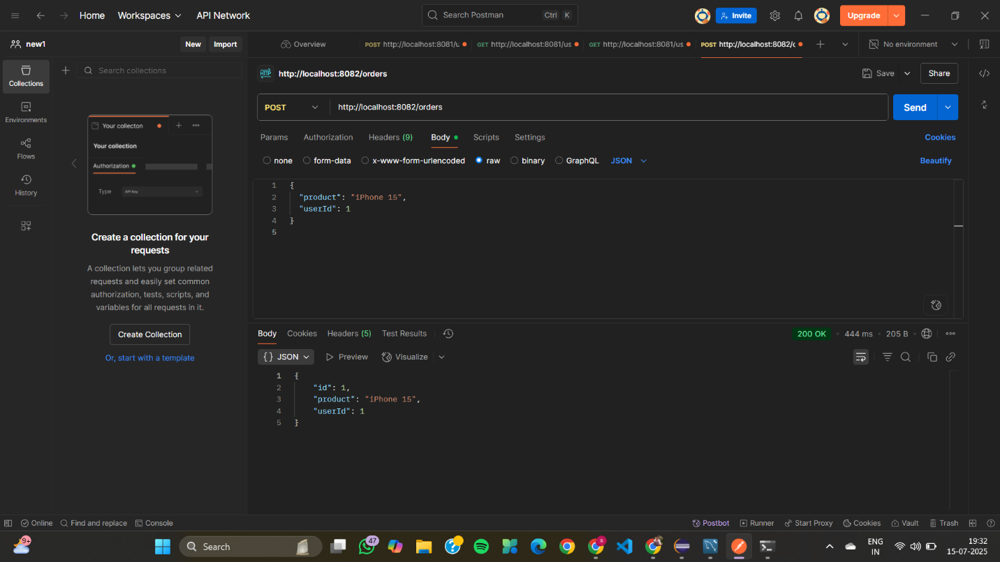 Home Workspaces API Network Search Postman Ctrl K Invite Upgrade
new1 New Import Overview POST http://localhost:8081/u GET http://localhost:8081/us GET http://localhost:8081/us POST http://localhost:8082/c No environment
Collections
Environments
Flows
History
Search collections
Your collecton
Your collection
Authorization
Type API Key
Create a collection for your
requests
A collection lets you group related
requests and easily set common
authorization, tests, scripts, and
variables for all requests in it.
Create Collection
Or, start with a template
HTTP http://localhost:8082/orders Save Share
POST http://localhost:8082/orders Send
Params Authorization Headers (9) Body Scripts Settings Cookies
none form-data x-www-form-urlencoded raw binary GraphQL JSON Beautify
1 {
2 "product": "iPhone 15",
3 "userId": 1
4 }
5
Body Cookies Headers (5) Test Results 200 OK • 444 ms • 205 B
{} JSON Preview Visualize
1 {
2 "id": 1,
3 "product": "iPhone 15",
4 "userId": 1
5 }
Online Find and replace Console Postbot Runner Start Proxy Cookies Vault Trash
9+ Search 47 ENG
IN 19:32
15-07-2025